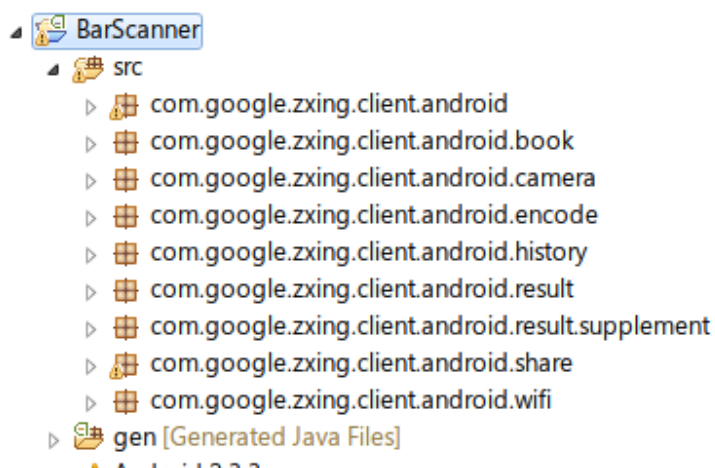 BarScanner
src
com.google.zxing.client.android
com.google.zxing.client.android.book
com.google.zxing.client.android.camera
com.google.zxing.client.android.encode
com.google.zxing.client.android.history
com.google.zxing.client.android.result
com.google.zxing.client.android.result.supplement
com.google.zxing.client.android.share
com.google.zxing.client.android.wifi
gen [Generated Java Files]